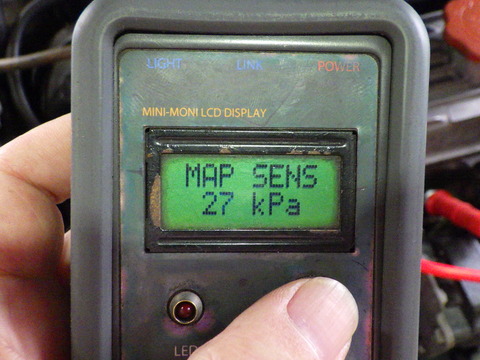 LIGHT LINK POWER
MINI-MONI LCD DISPLAY
MAP SENS
27 kPa
LED